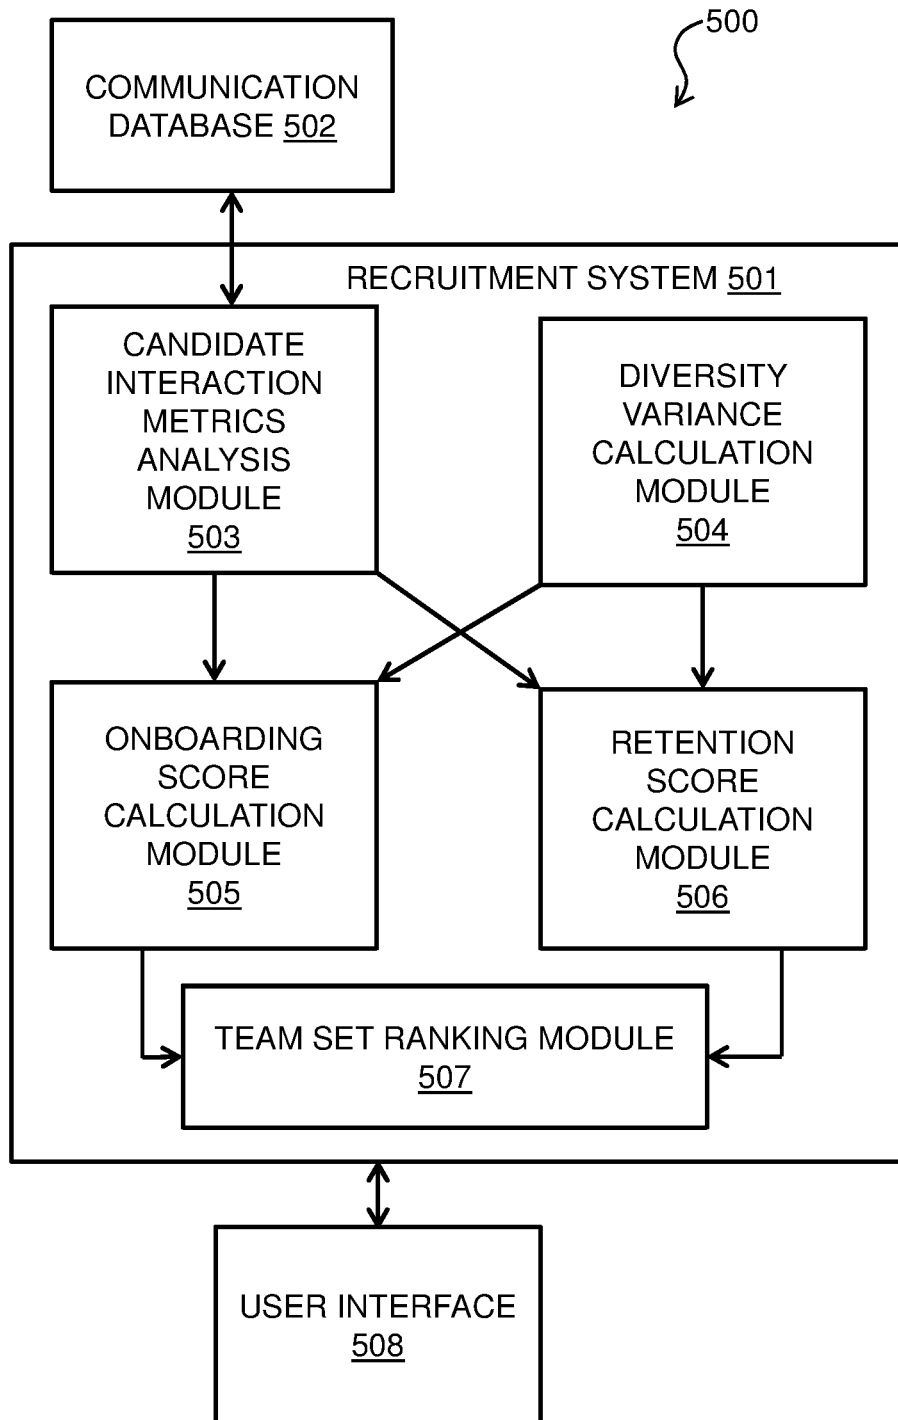 500
COMMUNICATION
DATABASE 502
RECRUITMENT SYSTEM 501
CANDIDATE
INTERACTION
METRICS
ANALYSIS
MODULE
503
DIVERSITY
VARIANCE
CALCULATION
MODULE
504
ONBOARDING
SCORE
CALCULATION
MODULE
505
RETENTION
SCORE
CALCULATION
MODULE
506
TEAM SET RANKING MODULE
507
USER INTERFACE
508